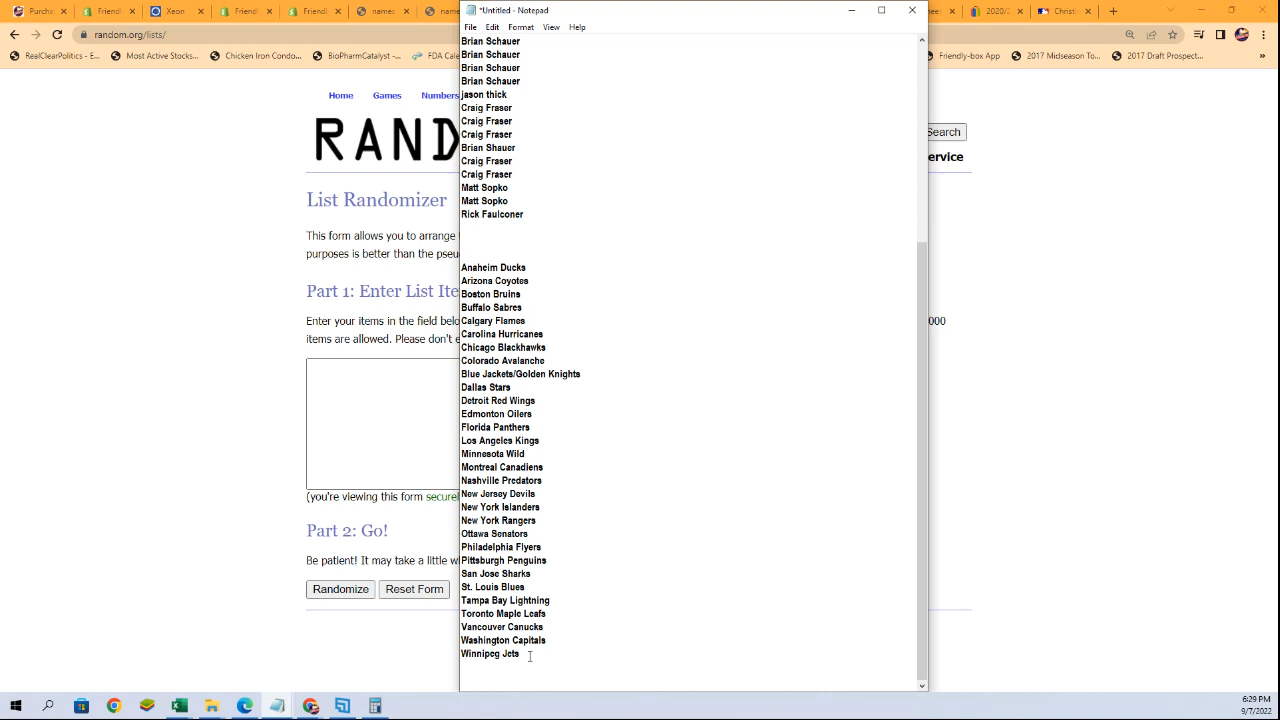 Purcha
Friendl
Xeon
Friendl
Friendl
names
name
*Untitled - Notepad
2020/2
Christ
random.org/lists/
File Edit Format View Help
RealClearPolitics - ...
Most Active Stocks...
Chicken Iron Condo...
BioPharmCatalyst -...
FDA Cale
Friendly-box App
2017 Midseason To...
2017 Draft Prospect...
»
Home Games Numbers
RAND
Search
ervice
List Randomizer
This form allows you to arrange
purposes is better than the pseu
Part 1: Enter List Ite
Enter your items in the field belo
000
items are allowed. Please don't e
(you're viewing this form securel
Part 2: Go!
Be patient! It may take a little w
Randomize Reset Form
Brian Schauer
Brian Schauer
Brian Schauer
Brian Schauer
jason thick
Craig Fraser
Craig Fraser
Craig Fraser
Brian Shauer
Craig Fraser
Craig Fraser
Matt Sopko
Matt Sopko
Rick Faulconer
Anaheim Ducks
Arizona Coyotes
Boston Bruins
Buffalo Sabres
Calgary Flames
Carolina Hurricanes
Chicago Blackhawks
Colorado Avalanche
Blue Jackets/Golden Knights
Dallas Stars
Detroit Red Wings
Edmonton Oilers
Florida Panthers
Los Angeles Kings
Minnesota Wild
Montreal Canadiens
Nashville Predators
New Jersey Devils
New York Islanders
New York Rangers
Ottawa Senators
Philadelphia Flyers
Pittsburgh Penguins
San Jose Sharks
St. Louis Blues
Tampa Bay Lightning
Toronto Maple Leafs
Vancouver Canucks
Washington Capitals
Winnipeg Jets
6:29 PM
9/7/2022